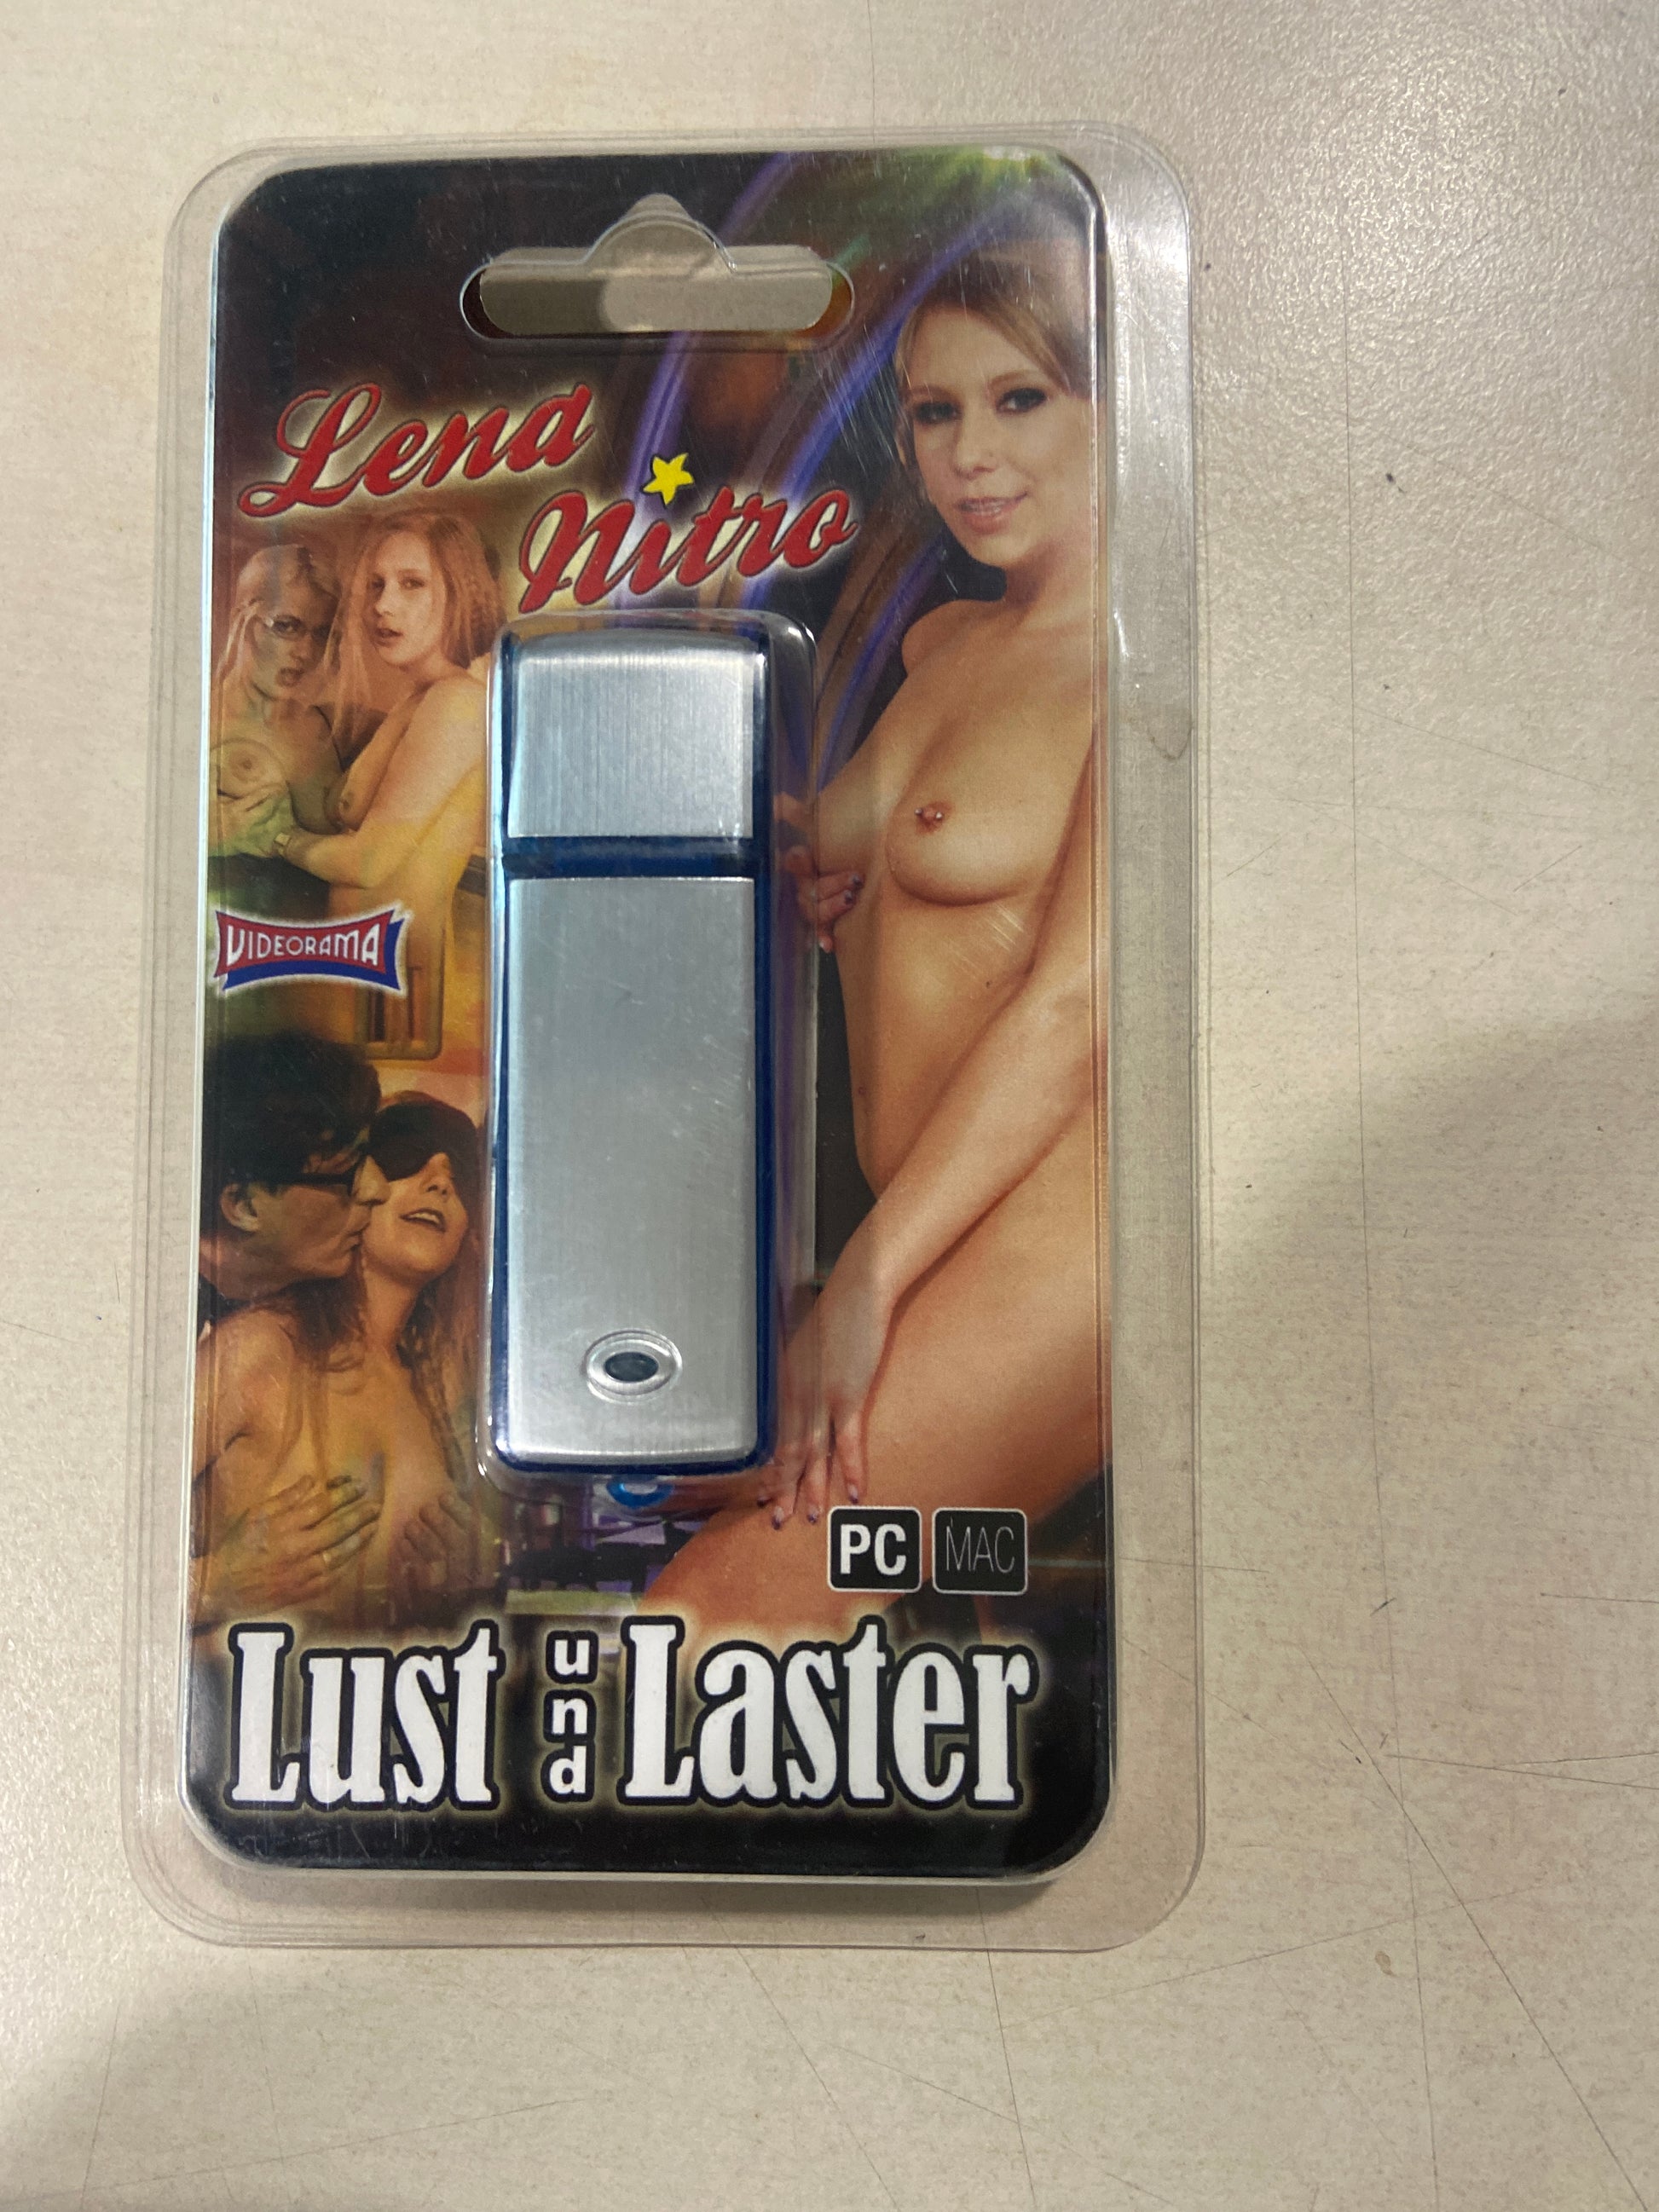 Lena
Nitro
VIDEORAMA
PC MAC
Lust und Laster